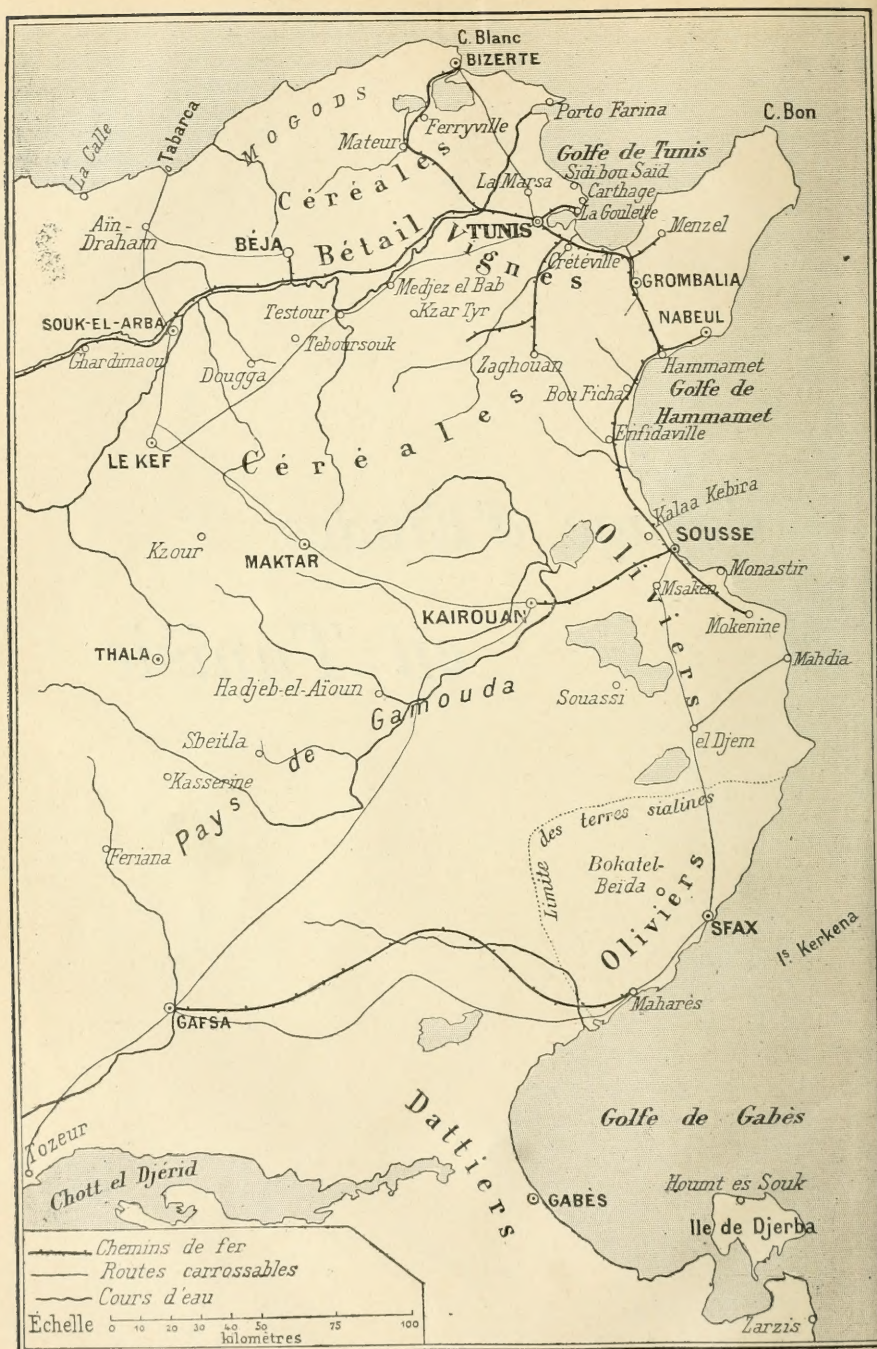 C. Blanc
BIZERTE
MOGODS
Porto Farina
C. Bon
Ferryville
Mateur
Tabarca
La Calle
Golfe de Tunis
Sidi bou Saïd
La Marsa
Carthage
La Goulette
Céréales
Bétail
TUNIS
Vignes
Menzel
Aïn-
Draham
BÉJA
Crétéville
GROMBALIA
Medjez el Bab
Kzar Tyr
NABEUL
Testour
SOUK-EL-ARBA
Teboursouk
Ghardimaou
Dougga
Zaghouan
Hammamet
Bou Ficha
Golfe de
Hammamet
Enfidaville
LE KEF
Céréales
Kalaa Kebira
Kzour
MAKTAR
Oliviers
SOUSSE
Monastir
Msaken
KAIROUAN
Mokenine
THALA
Mahdia
Hadjeb-el-Aïoun
Souassi
Pays de Gamouda
Sbeitla
el Djem
Kasserine
Limite des terres sialines
Feriana
Bokatel-
Beïda
Oliviers
SFAX
Is Kerkena
Maharès
GAFSA
Dattiers
Golfe de Gabès
Tozeur
Chott el Djérid
Houmt es Souk
GABÈS
Ile de Djerba
Zarzis
Chemins de fer
Routes carrossables
Cours d'eau
Échelle 0 10 20 30 40 50 75 100
kilomètres